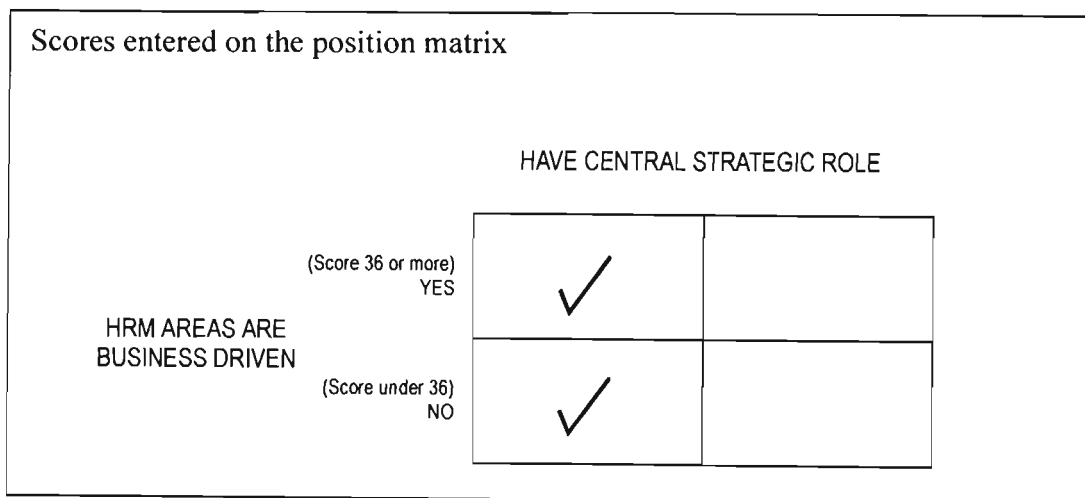 Scores entered on the position matrix
HAVE CENTRAL STRATEGIC ROLE
(Score 36 or more)
YES
HRM AREAS ARE
BUSINESS DRIVEN
(Score under 36)
NO